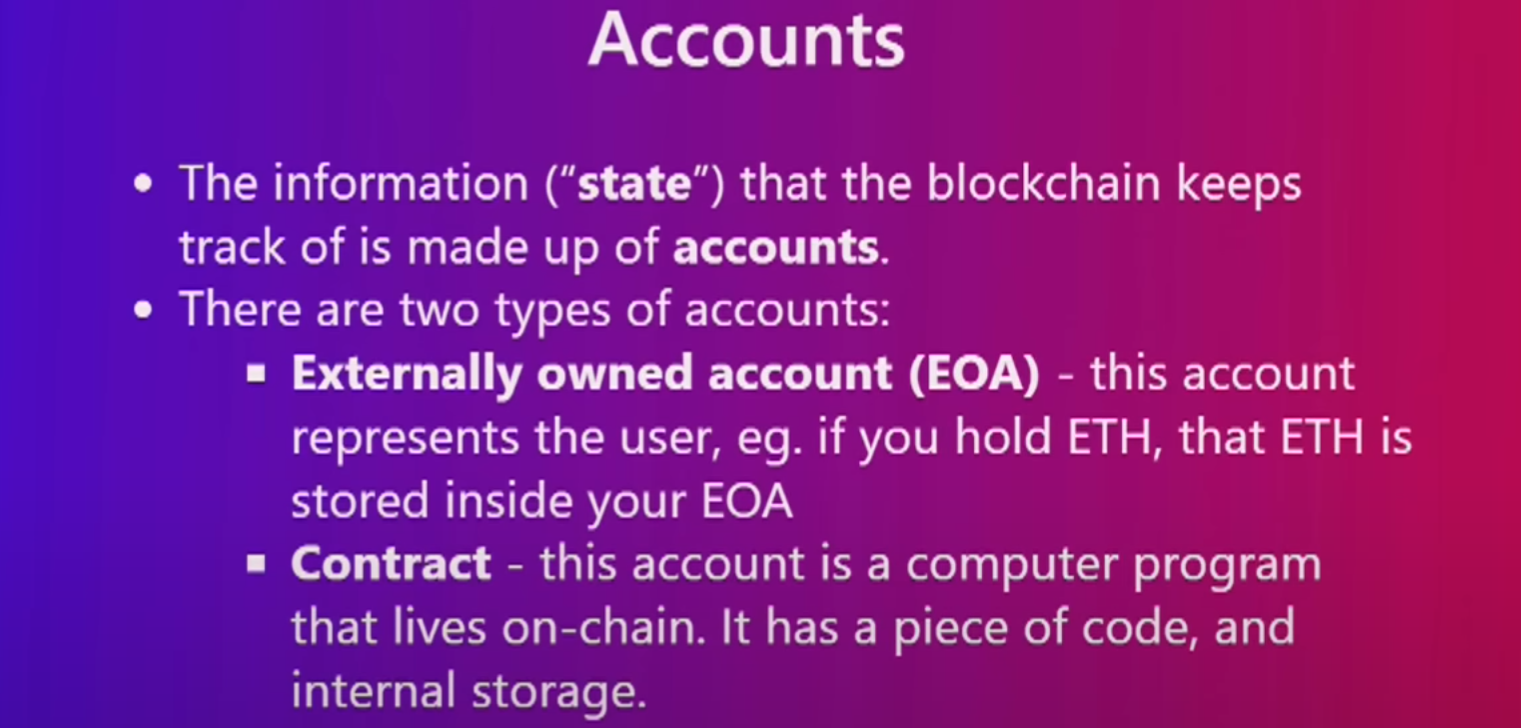 Accounts
• The information (“state”) that the blockchain keeps
track of is made up of accounts.
• There are two types of accounts:
▪ Externally owned account (EOA) - this account
represents the user, eg. if you hold ETH, that ETH is
stored inside your EOA
▪ Contract - this account is a computer program
that lives on-chain. It has a piece of code, and
internal storage.